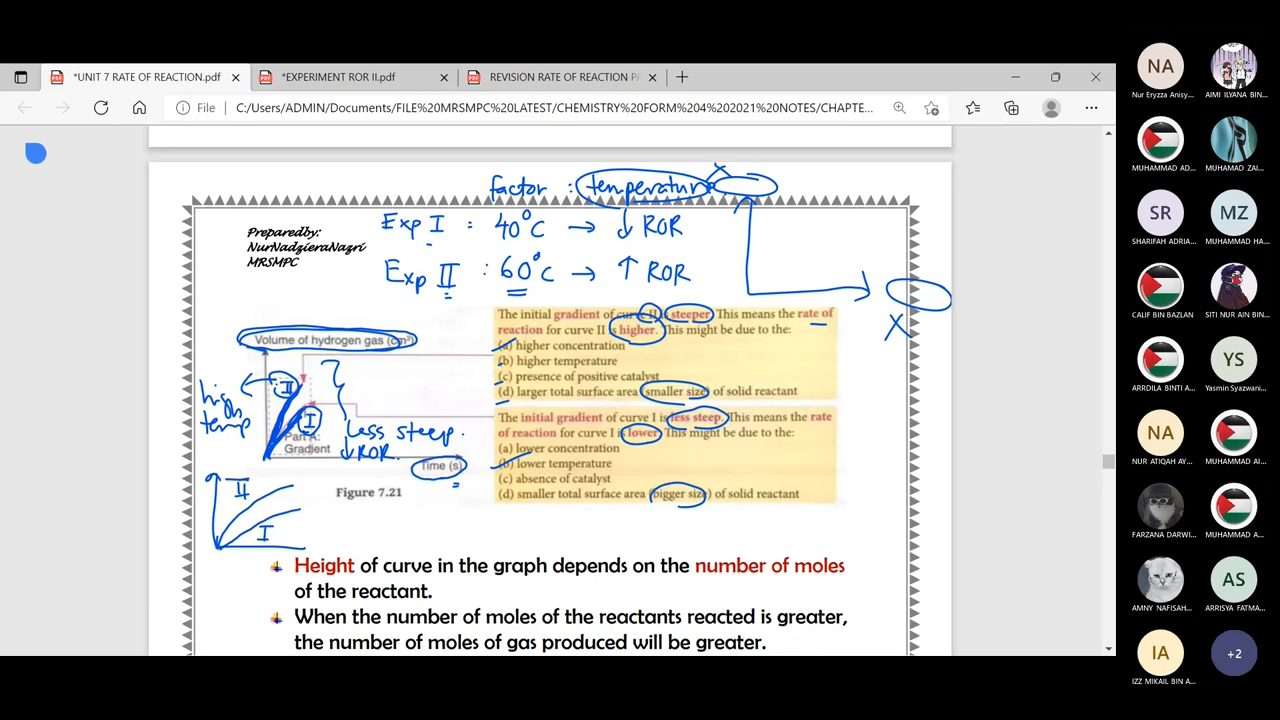 *UNIT 7 RATE OF REACTION.pdf
*EXPERIMENT ROR II.pdf
REVISION RATE OF REACTION PA
File
C:/Users/ADMIN/Documents/FILE%20MRSMPC%20LATEST/CHEMISTRY%20FORM%204%202021%20NOTES/CHAPTE...
factor : temperature
Exp I : 40°C → ↓ ROR
Exp II : 60°C → ↑ ROR
X
Preparedby:
NurNadzieraNazri
MRSMPC
Volume of hydrogen gas (cm³)
II
I
high
temp
Part A:
Gradient
less steep.
↓ROR.
Time (s)
Figure 7.21
II
I
The initial gradient of curve II is steeper. This means the rate of
reaction for curve II is higher. This might be due to the:
(a) higher concentration
(b) higher temperature
(c) presence of positive catalyst
(d) larger total surface area (smaller size) of solid reactant
The initial gradient of curve I is less steep. This means the rate
of reaction for curve I is lower. This might be due to the:
(a) lower concentration
(b) lower temperature
(c) absence of catalyst
(d) smaller total surface area (bigger size) of solid reactant
Height of curve in the graph depends on the number of moles
of the reactant.
When the number of moles of the reactants reacted is greater,
the number of moles of gas produced will be greater.
NA
Nur Eryzza Anisy...
AIMI ILYANA BIN...
MUHAMMAD AD...
MUHAMMAD ZAI...
SR
SHARIFAH ADRIA...
MZ
MUHAMMAD HA...
CALIF BIN BAZLAN
SITI NUR AIN BIN...
ARRDILA BINTI A...
YS
Yasmin Syazwani...
NA
NUR ATIQAH AY...
MUHAMMAD AI...
FARZANA DARWI...
MUHAMMAD A...
AMNY NAFISAH...
AS
ARRISYA FATMA...
IA
IZZ MIKAIL BIN A...
+2